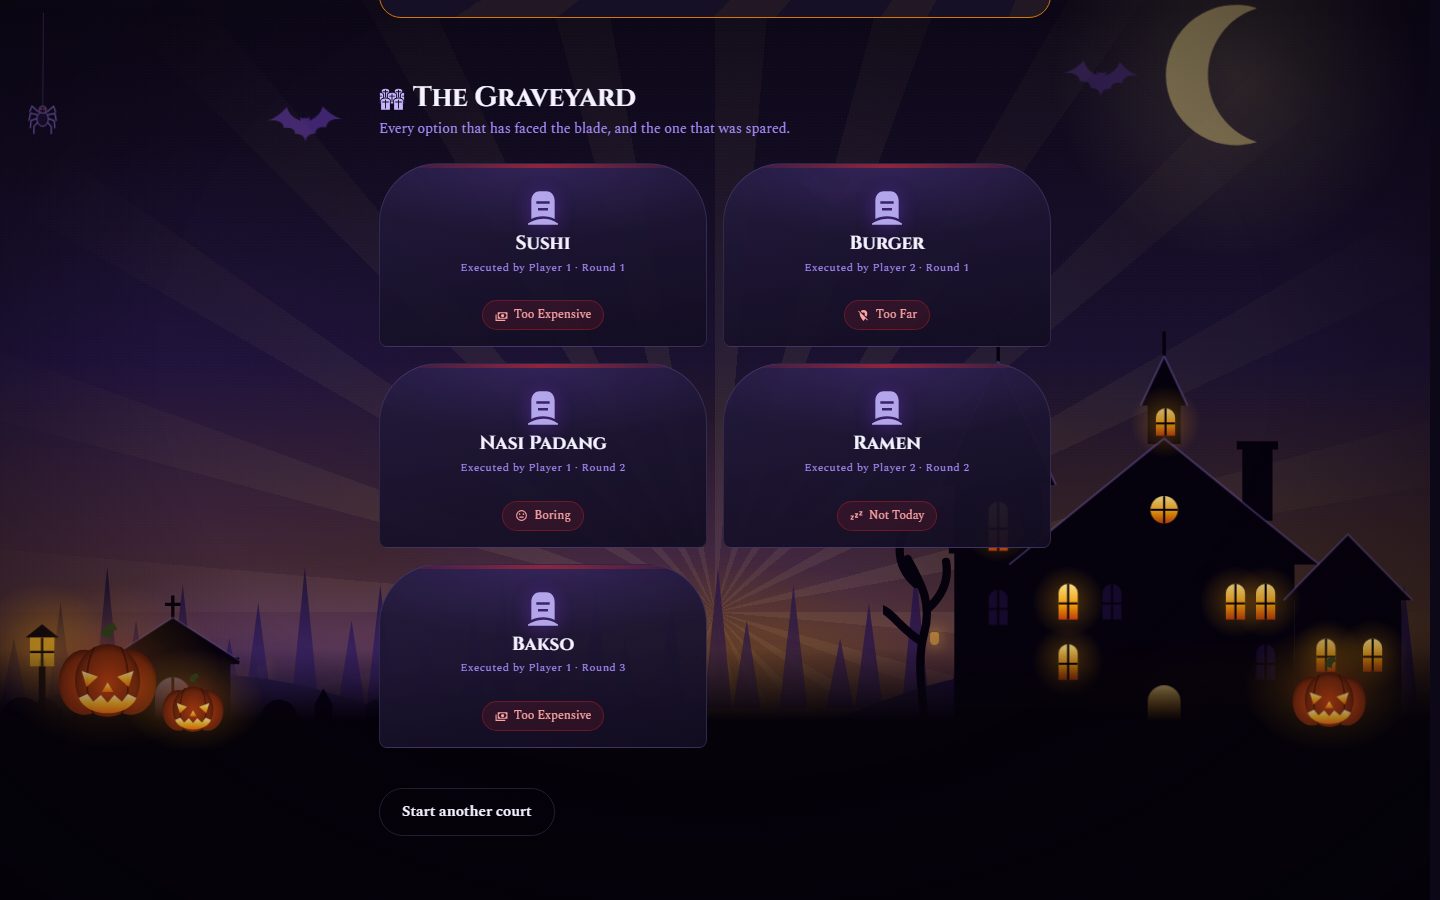 The Graveyard
Every option that has faced the blade, and the one that was spared.
Sushi
Executed by Player 1 · Round 1
Too Expensive
Burger
Executed by Player 2 · Round 1
Too Far
Nasi Padang
Executed by Player 1 · Round 2
Boring
Ramen
Executed by Player 2 · Round 2
zzz Not Today
Bakso
Executed by Player 1 · Round 3
Too Expensive
Start another court